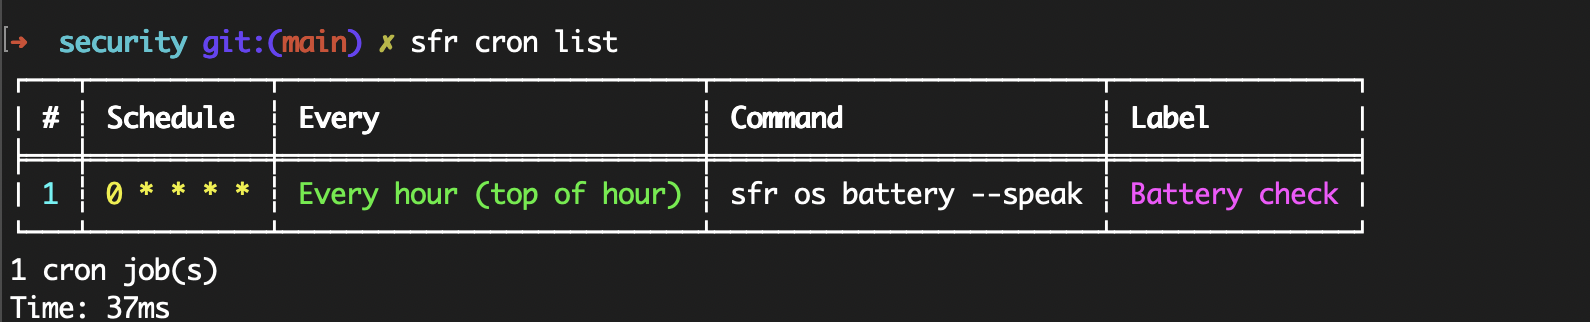 ➜ security git:(main) ✗ sfr cron list
# Schedule Every Command Label
1 0 * * * * Every hour (top of hour) sfr os battery --speak Battery check
1 cron job(s)
Time: 37ms